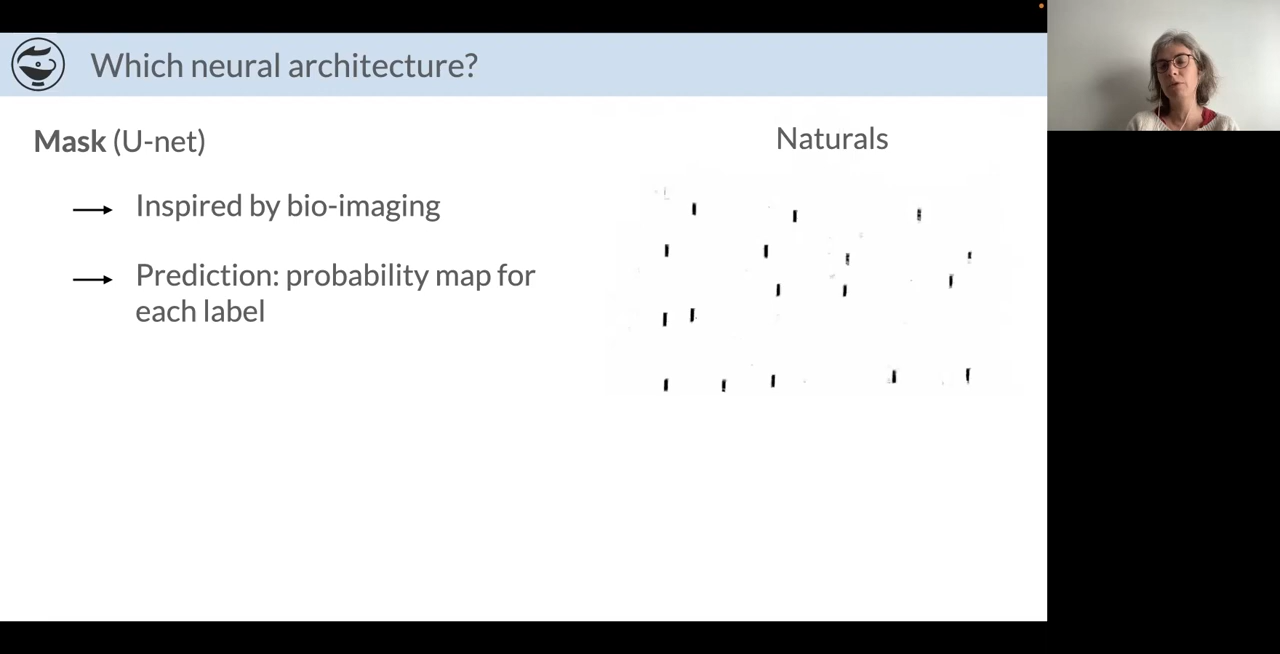 Which neural architecture?
Mask (U-net)
Inspired by bio-imaging
Prediction: probability map for
each label
Naturals